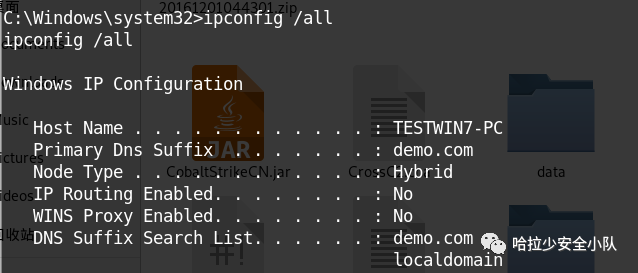 20161201044301.zip
C:\Windows\system32>ipconfig /all
ipconfig /all
Windows IP Configuration
Host Name . . . . . . . . . . . . : TESTWIN7-PC
Primary Dns Suffix . . . . . . . : demo.com
Node Type . . . . . . . . . . . . : Hybrid
IP Routing Enabled. . . . . . . . : No
WINS Proxy Enabled. . . . . . . . : No
DNS Suffix Search List. . . . . . : demo.com
localdomain
JAR
CobaltStrikeCN.jar
data
#!
哈拉少安全小队